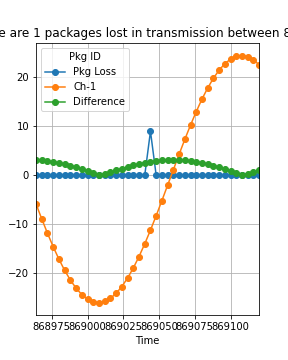 e are 1 packages lost in transmission between 8
Pkg ID
Pkg Loss
Ch-1
Difference
20
10
0
−10
−20
868975 869000 869025 869050 869075 869100
Time